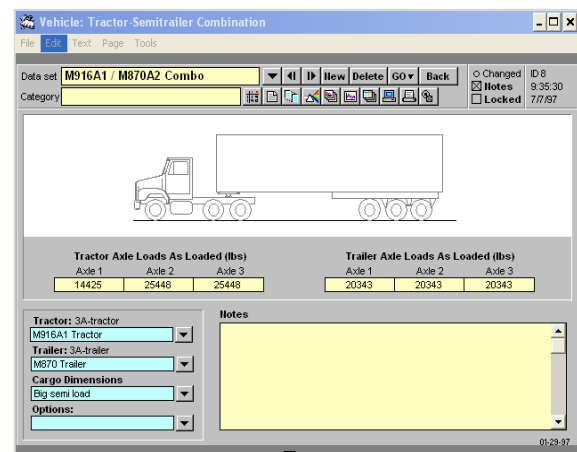 Vehicle: Tractor-Semitrailer Combination
File Edit Text Page Tools
Data set M916A1 / M870A2 Combo New Delete GO Back Changed ID 8
Notes 9:35:30
Category Locked 7/7/97
Tractor Axle Loads As Loaded (lbs) Trailer Axle Loads As Loaded (lbs)
Axle 1 Axle 2 Axle 3 Axle 1 Axle 2 Axle 3
14425 25448 25448 20343 20343 20343
Tractor: 3A-tractor Notes
M916A1 Tractor
Trailer: 3A-trailer
M870 Trailer
Cargo Dimensions
Big semi load
Options:
01-29-97